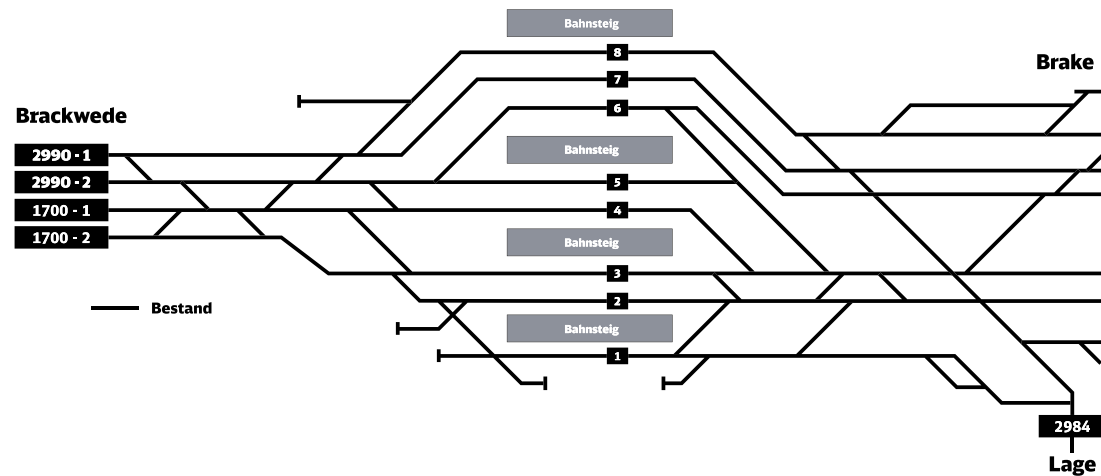 Bahnsteig
8
Brake
7
6
Brackwede
Bahnsteig
2990 - 1
2990 - 2
5
1700 - 1
4
1700 - 2
Bahnsteig
3
2
Bestand
Bahnsteig
1
2984
Lage